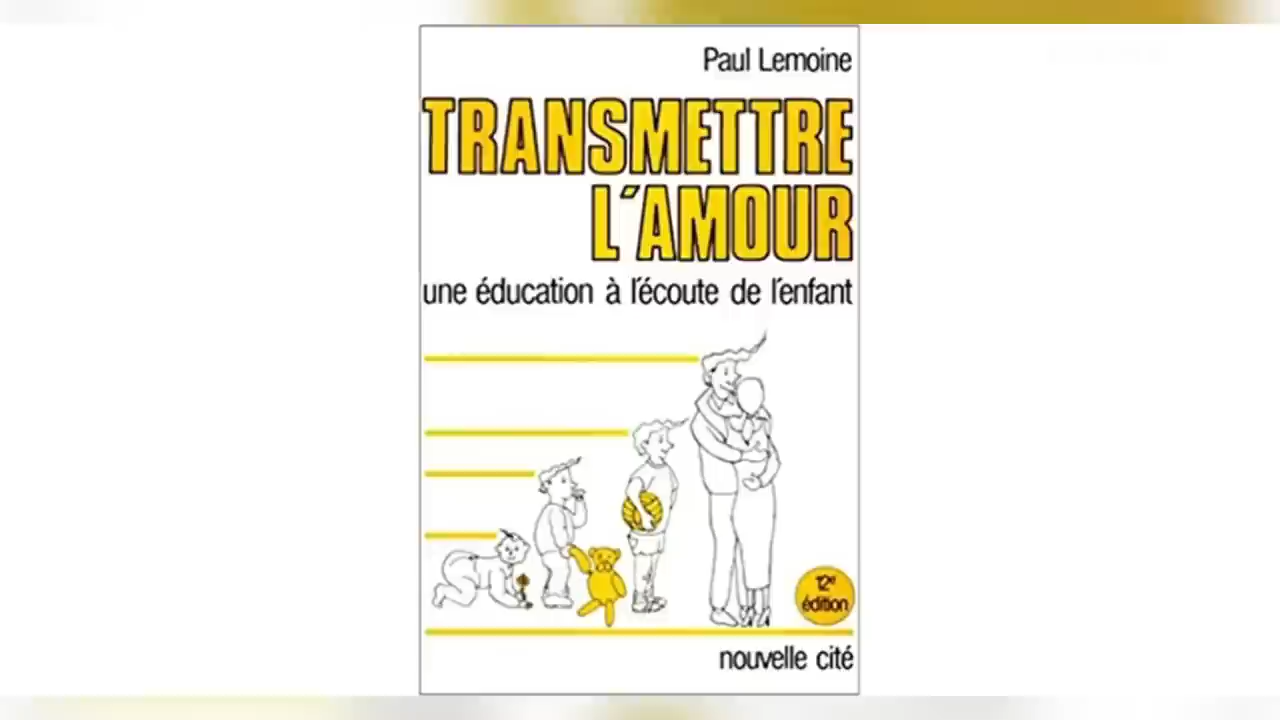 Paul Lemoine
TRANSMETTRE
L'AMOUR
une éducation à l'écoute de l'enfant
12e
édition
nouvelle cité